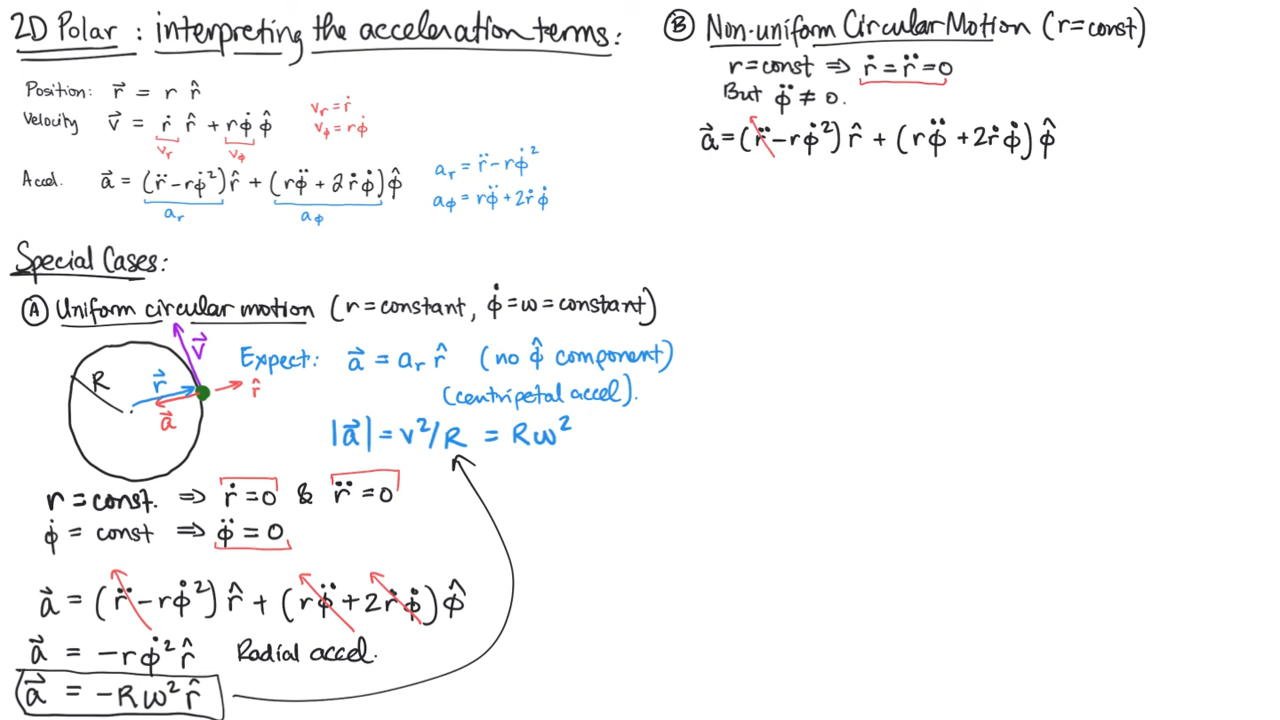 2D Polar : interpreting the acceleration terms:
Position: r⃗ = r r̂
Velocity v⃗ = ṙ r̂ + rϕ̇ ϕ̂
v_r v_ϕ
v_r = ṙ
v_ϕ = rϕ̇
Accel. a⃗ = (r̈ - rϕ̇²) r̂ + (rϕ̈ + 2ṙϕ̇) ϕ̂
a_r a_ϕ
a_r = r̈ - rϕ̇²
a_ϕ = rϕ̈ + 2ṙϕ̇
Special Cases:
Ⓐ Uniform circular motion (r = constant, ϕ̇ = ω = constant)
R r⃗ v⃗ a⃗ r̂
Expect: a⃗ = a_r r̂ (no ϕ̂ component)
(centripetal accel).
|a⃗| = v²/R = Rω²
r = const. ⇒ ṙ = 0 & r̈ = 0
ϕ̇ = const ⇒ ϕ̈ = 0
a⃗ = (r̈ - rϕ̇²) r̂ + (rϕ̈ + 2ṙϕ̇) ϕ̂
a⃗ = -rϕ̇² r̂ Radial accel.
a⃗ = -Rω² r̂
Ⓑ Non-uniform Circular Motion (r = const)
r = const ⇒ ṙ = r̈ = 0
But ϕ̈ ≠ 0.
a⃗ = (r̈ - rϕ̇²) r̂ + (rϕ̈ + 2ṙϕ̇) ϕ̂